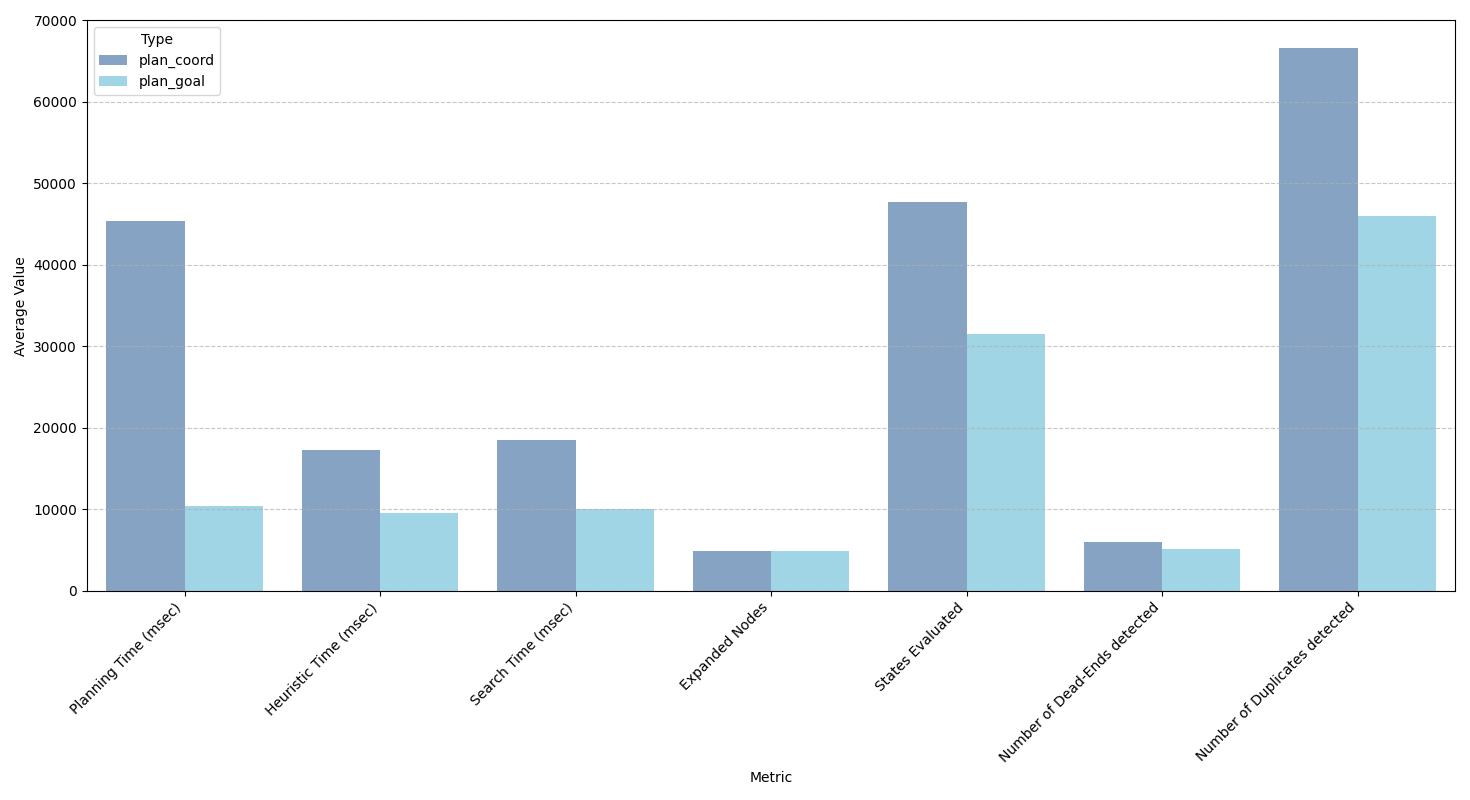 70000
60000
50000
40000
30000
20000
10000
0
Average Value
Type
plan_coord
plan_goal
Planning Time (msec)
Heuristic Time (msec)
Search Time (msec)
Expanded Nodes
States Evaluated
Number of Dead-Ends detected
Number of Duplicates detected
Metric